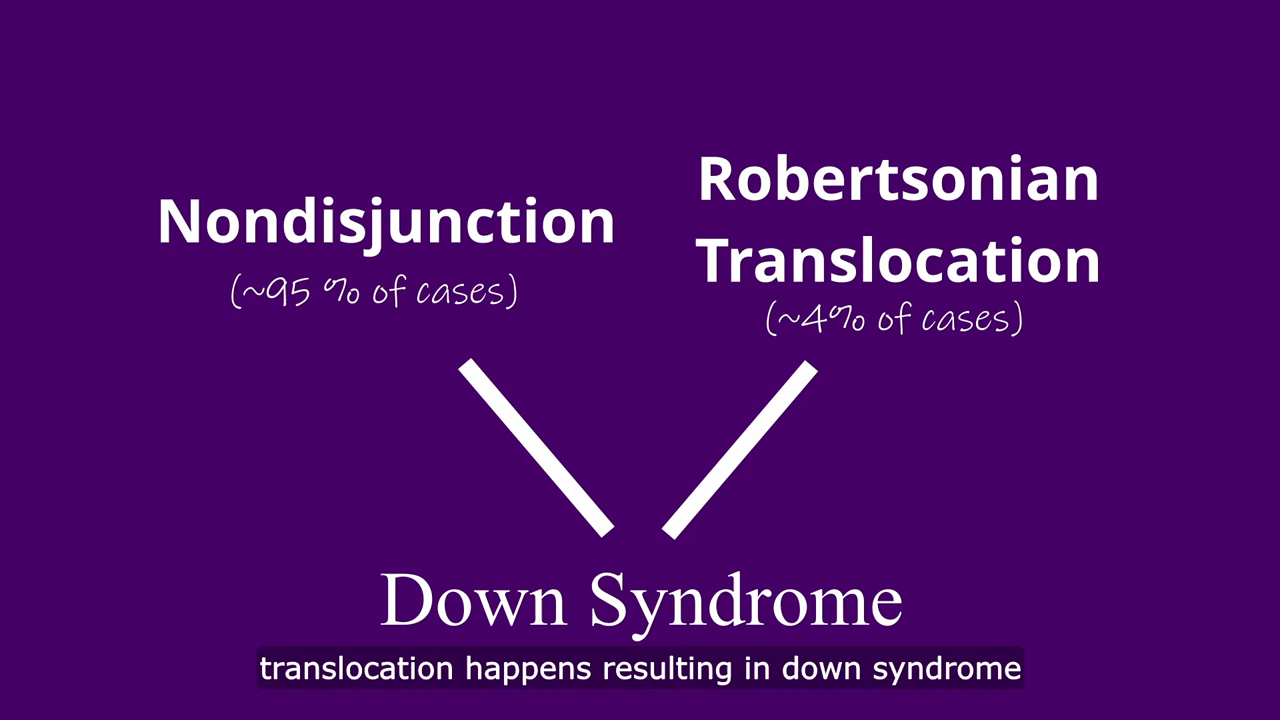 Nondisjunction
(~95 % of cases)
Robertsonian
Translocation
(~4% of cases)
Down Syndrome
translocation happens resulting in down syndrome